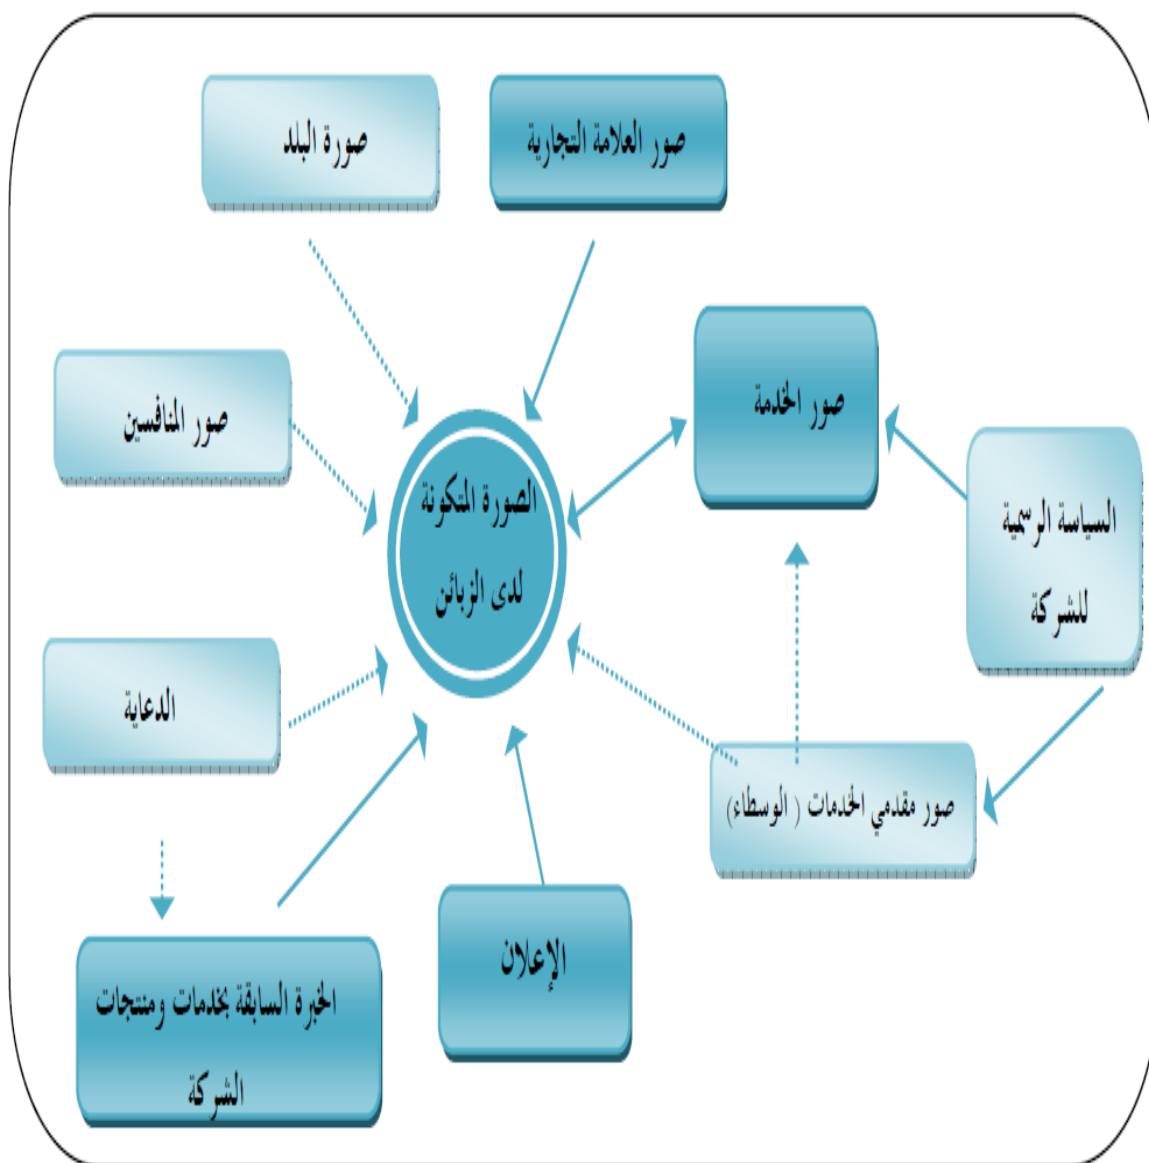 صور العلامة التجارية
صورة البلد
صور الخدمة
صور المنافسين
السياسة الرسمية
للشركة
الصورة المتكونة
لدى الزبائن
الدعاية
صور مقدمي الخدمات ( الوسطاء)
الإعلان
الخبرة السابقة بخدمات ومنتجات
الشركة